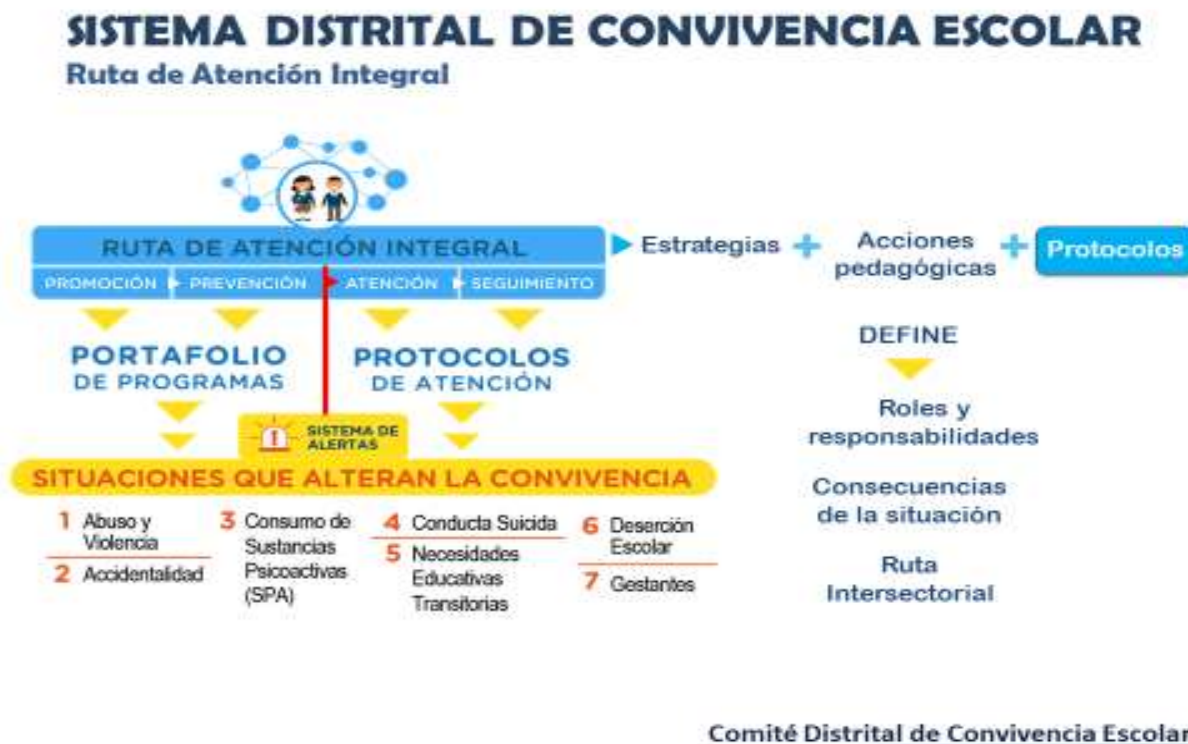 SISTEMA DISTRITAL DE CONVIVENCIA ESCOLAR
Ruta de Atención Integral
RUTA DE ATENCIÓN INTEGRAL
PROMOCIÓN PREVENCIÓN ATENCIÓN SEGUIMIENTO
Estrategias + Acciones pedagógicas + Protocolos
PORTAFOLIO
DE PROGRAMAS
PROTOCOLOS
DE ATENCIÓN
SISTEMA DE
ALERTAS
SITUACIONES QUE ALTERAN LA CONVIVENCIA
1 Abuso y
Violencia
2 Accidentalidad
3 Consumo de
Sustancias
Psicoactivas
(SPA)
4 Conducta Suicida
5 Necesidades
Educativas
Transitorias
6 Deserción
Escolar
7 Gestantes
DEFINE
Roles y
responsabilidades
Consecuencias
de la situación
Ruta
Intersectorial
Comité Distrital de Convivencia Escolar